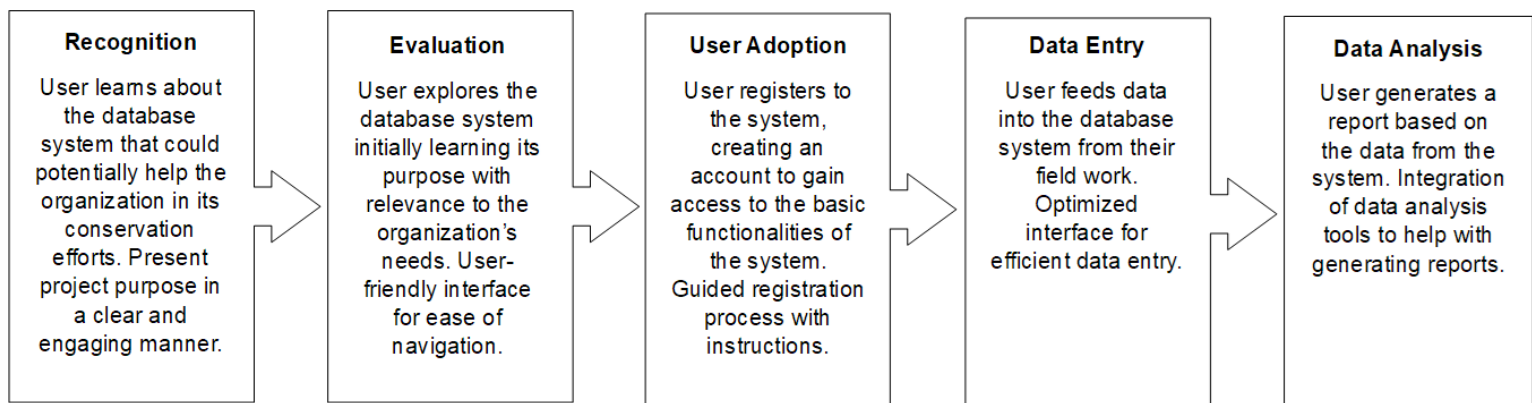 Recognition
User learns about
the database
system that could
potentially help the
organization in its
conservation
efforts. Present
project purpose in
a clear and
engaging manner.
Evaluation
User explores the
database system
initially learning its
purpose with
relevance to the
organization’s
needs. User-
friendly interface
for ease of
navigation.
User Adoption
User registers to
the system,
creating an
account to gain
access to the basic
functionalities of
the system.
Guided registration
process with
instructions.
Data Entry
User feeds data
into the database
system from their
field work.
Optimized
interface for
efficient data entry.
Data Analysis
User generates a
report based on
the data from the
system. Integration
of data analysis
tools to help with
generating reports.